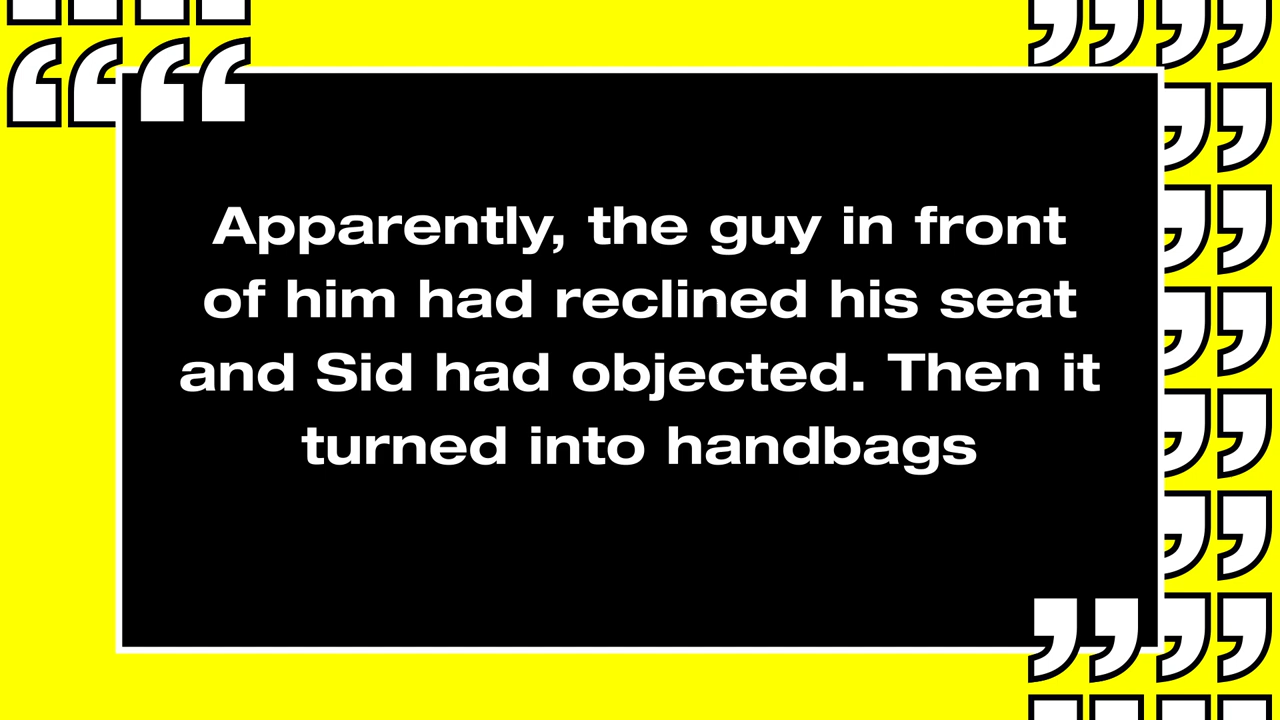 Apparently, the guy in front
of him had reclined his seat
and Sid had objected. Then it
turned into handbags